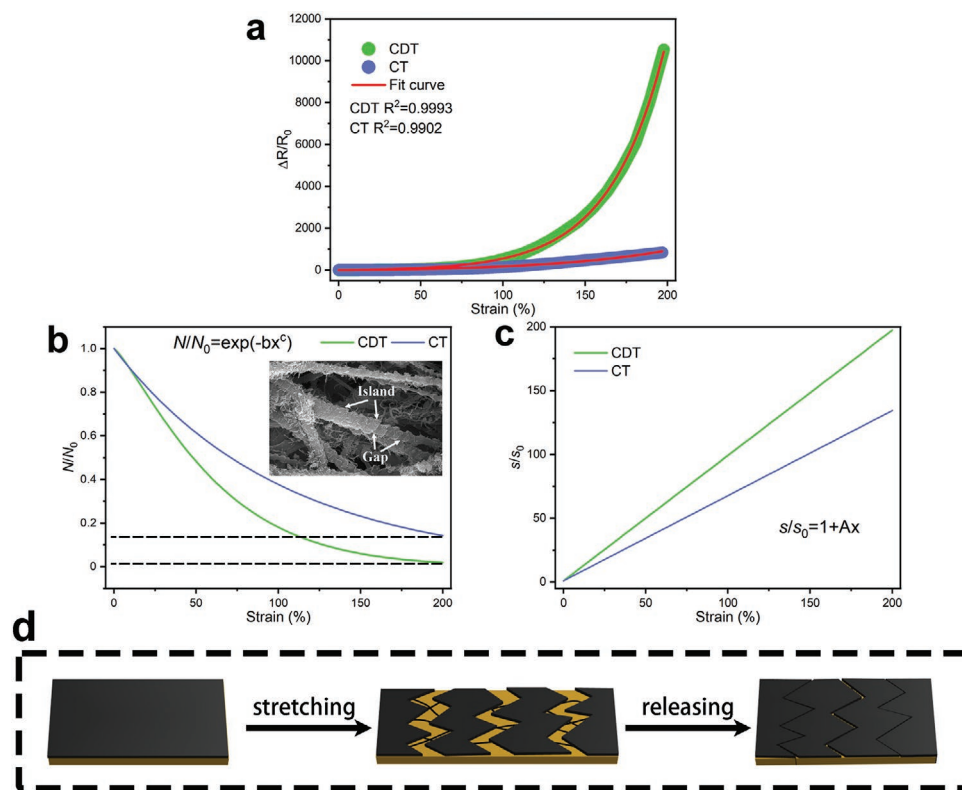 a
12000
10000
8000
6000
4000
2000
0
ΔR/R₀
CDT
CT
Fit curve
CDT R²=0.9993
CT R²=0.9902
0 50 100 150 200
Strain (%)
b
1.0
0.8
0.6
0.4
0.2
0
N/N₀
N/N₀=exp(-bxᶜ)
CDT CT
Island
Gap
0 50 100 150 200
Strain (%)
c
200
150
100
50
0
s/s₀
CDT
CT
s/s₀=1+Ax
0 50 100 150 200
Strain (%)
d
stretching releasing